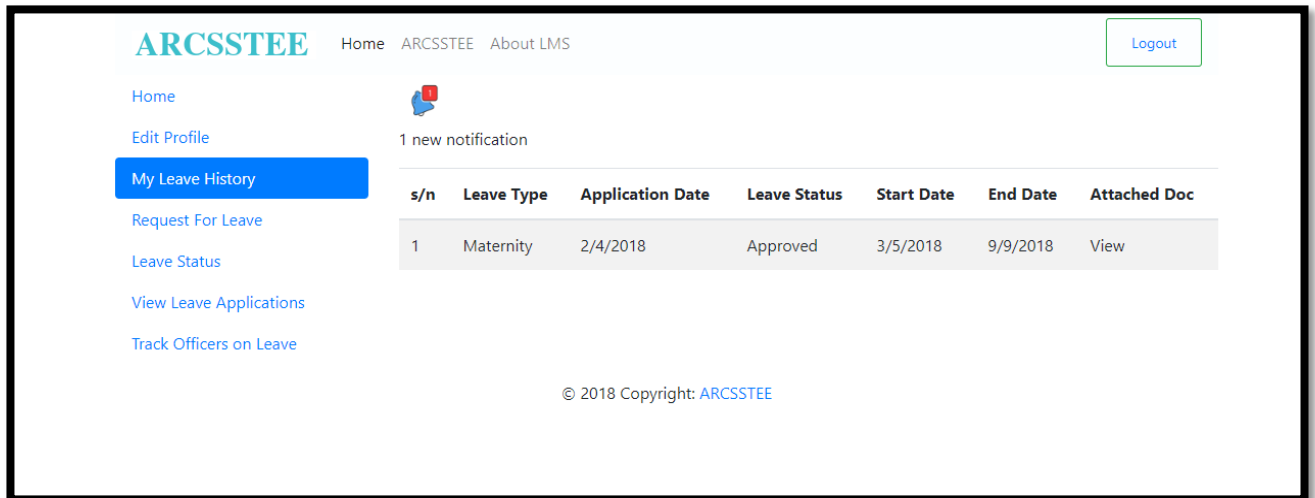 ARCSSTEE Home ARCSSTEE About LMS Logout
Home
Edit Profile
My Leave History
Request For Leave
Leave Status
View Leave Applications
Track Officers on Leave
1
1 new notification
s/n Leave Type Application Date Leave Status Start Date End Date Attached Doc
1 Maternity 2/4/2018 Approved 3/5/2018 9/9/2018 View
© 2018 Copyright: ARCSSTEE